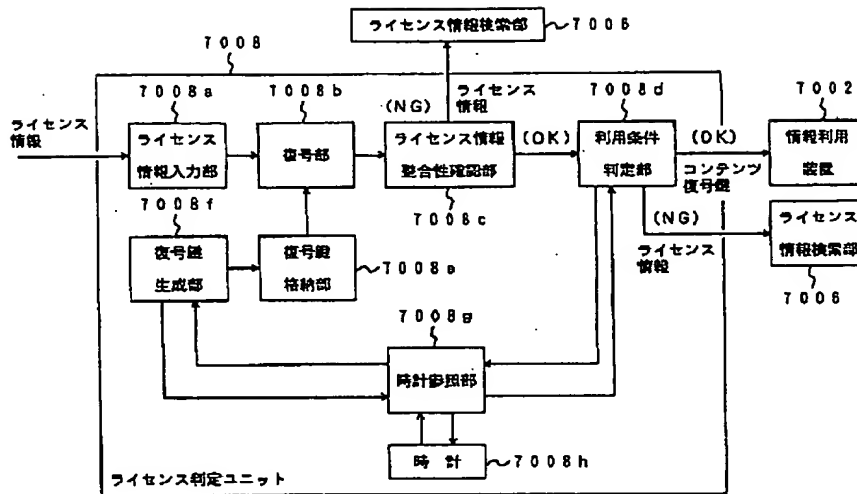 ライセンス情報検索部
7006
7008
7008a
7008b
(NG)
ライセンス
情報
7008d
7002
ライセンス
情報
ライセンス
情報入力部
復号部
ライセンス情報
整合性確認部
(OK)
利用条件
判定部
(OK)
コンテンツ
復号鍵
情報利用
装置
7008f
7008c
(NG)
ライセンス
情報
ライセンス
情報検索部
復号鍵
生成部
復号鍵
格納部
7008e
7006
7008g
時計参照部
時計
7008h
ライセンス判定ユニット